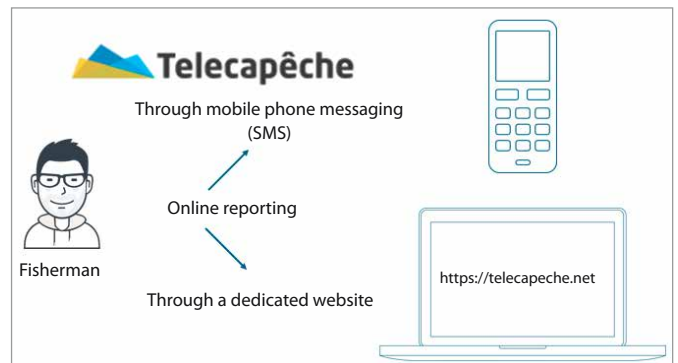 Telecapêche
Through mobile phone messaging
(SMS)
Online reporting
Fisherman
https://telecapeche.net
Through a dedicated website